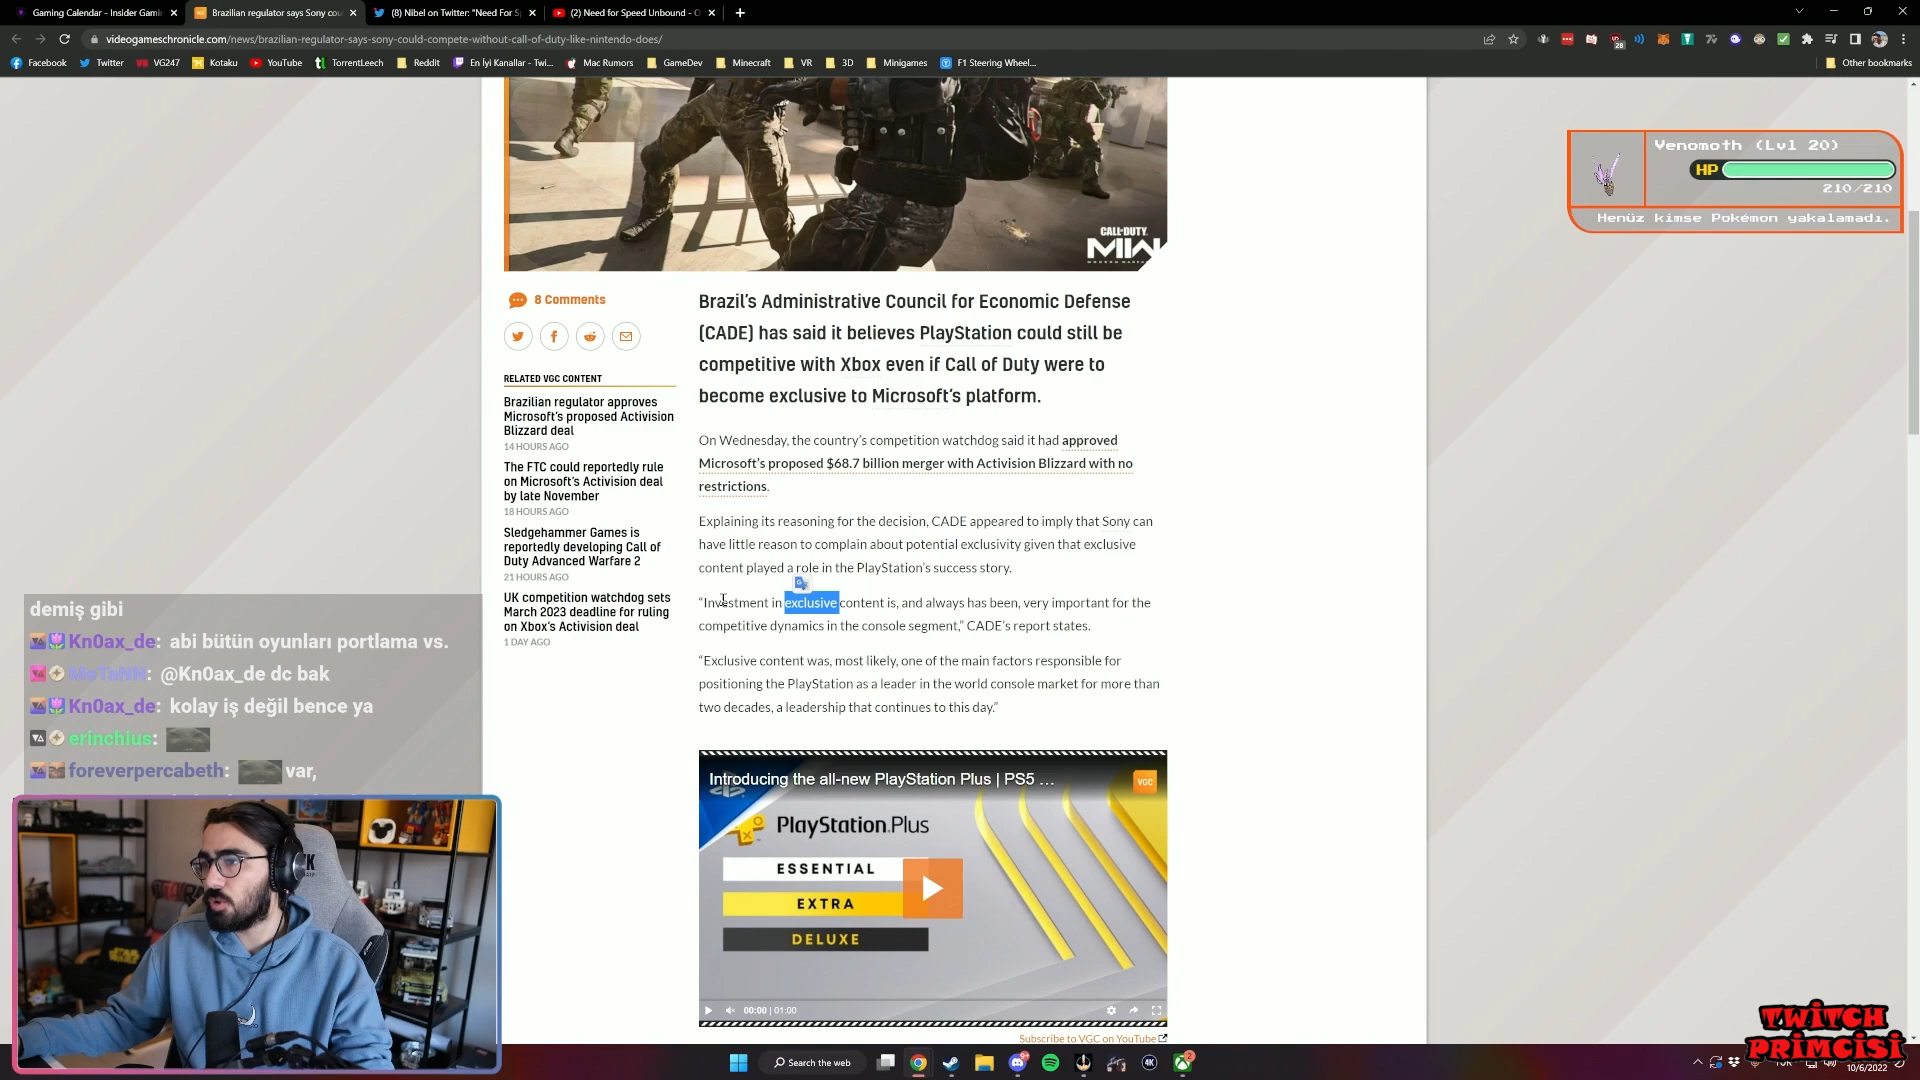 Gaming Calendar - Insider Gami
Brazilian regulator says Sony cou
(8) Nibel on Twitter: "Need For Sp
(2) Need for Speed Unbound - O
videogameschronicle.com/news/brazilian-regulator-says-sony-could-compete-without-call-of-duty-like-nintendo-does/
28
Facebook
Twitter
VG247
Kotaku
YouTube
TorrentLeech
Reddit
En İyi Kanallar - Twi...
Mac Rumors
GameDev
Minecraft
VR
3D
Minigames
F1 Steering Wheel...
Other bookmarks
Venomoth (Lvl 20)
HP
210/210
Henüz kimse Pokémon yakalamadı.
CALL·DUTY.
MW
MODERN WARFARE
8 Comments
RELATED VGC CONTENT
Brazilian regulator approves
Microsoft's proposed Activision
Blizzard deal
14 HOURS AGO
The FTC could reportedly rule
on Microsoft's Activision deal
by late November
18 HOURS AGO
Sledgehammer Games is
reportedly developing Call of
Duty Advanced Warfare 2
21 HOURS AGO
UK competition watchdog sets
March 2023 deadline for ruling
on Xbox's Activision deal
1 DAY AGO
Brazil's Administrative Council for Economic Defense
(CADE) has said it believes PlayStation could still be
competitive with Xbox even if Call of Duty were to
become exclusive to Microsoft's platform.
On Wednesday, the country's competition watchdog said it had approved
Microsoft's proposed $68.7 billion merger with Activision Blizzard with no
restrictions.
Explaining its reasoning for the decision, CADE appeared to imply that Sony can
have little reason to complain about potential exclusivity given that exclusive
content played a role in the PlayStation's success story.
"Investment in exclusive content is, and always has been, very important for the
competitive dynamics in the console segment," CADE's report states.
"Exclusive content was, most likely, one of the main factors responsible for
positioning the PlayStation as a leader in the world console market for more than
two decades, a leadership that continues to this day."
Introducing the all-new PlayStation Plus | PS5 ...
VGC
PlayStation.Plus
ESSENTIAL
EXTRA
DELUXE
00:00 | 01:00
Subscribe to VGC on YouTube
demiş gibi
Kn0ax_de: abi bütün oyunları portlama vs.
MeTaNN: @Kn0ax_de dc bak
Kn0ax_de: kolay iş değil bence ya
erinchius:
foreverpercabeth: var,
TWİTCH
PRİMCİSİ
Search the web
4K
2
10/6/2022